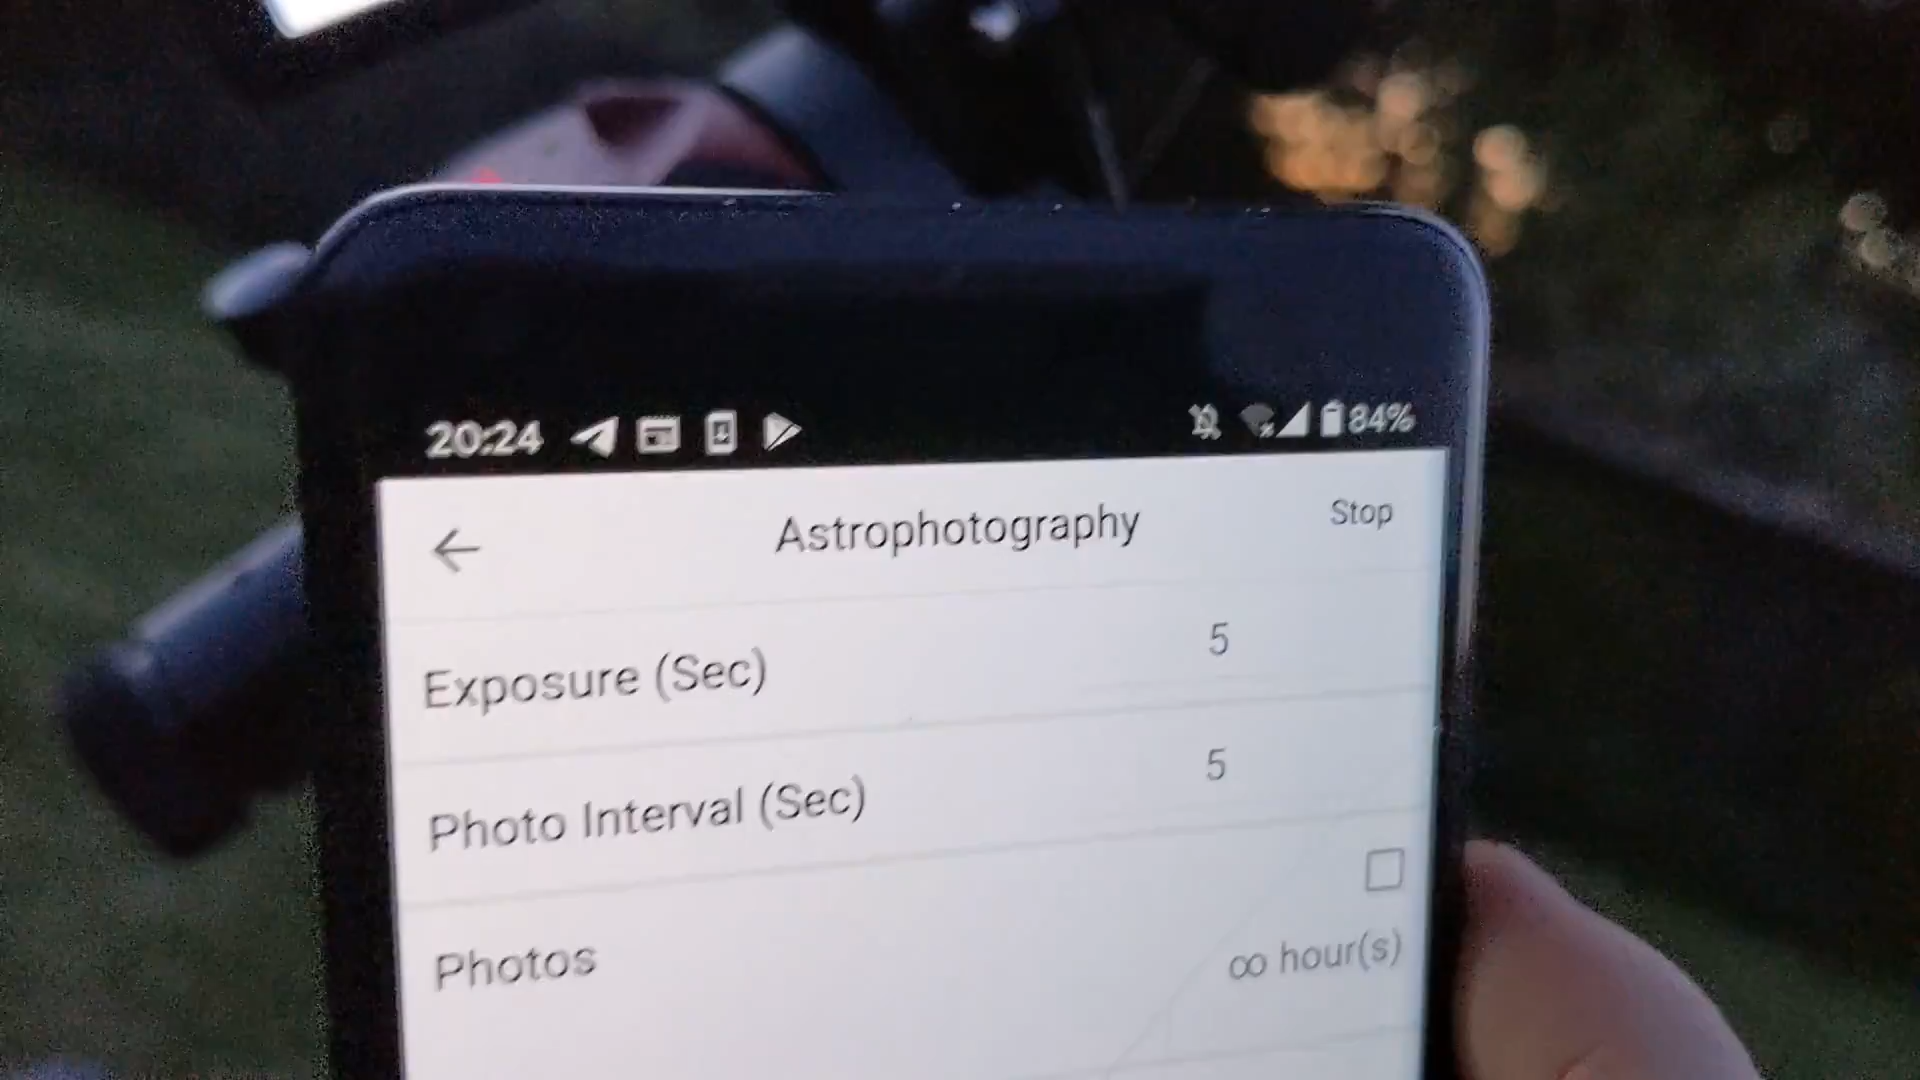 20:24 84%
Astrophotography Stop
Exposure (Sec) 5
Photo Interval (Sec) 5
Photos ∞ hour(s)